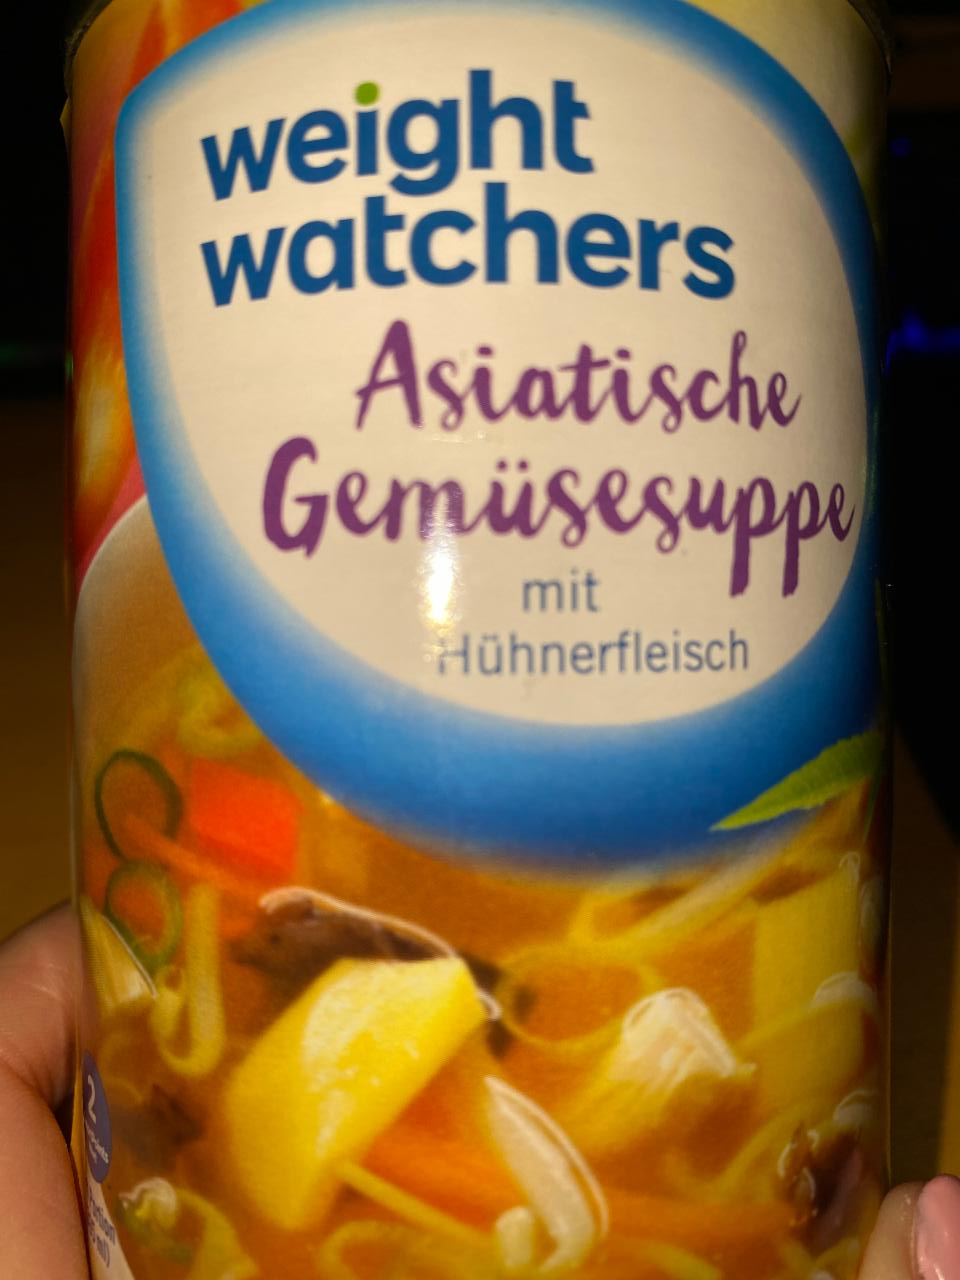 weight
watchers
Asiatische
Gemüsesuppe
mit
Hühnerfleisch
2